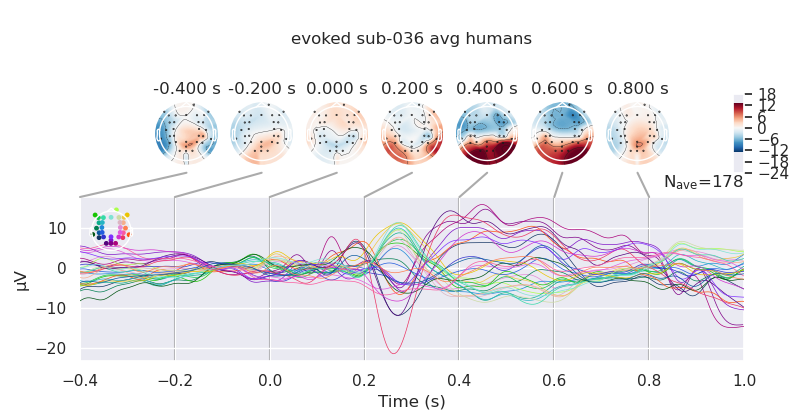 evoked sub-036 avg humans
-0.400 s -0.200 s 0.000 s 0.200 s 0.400 s 0.600 s 0.800 s
18
12
6
0
−6
−12
−18
−24
Nave=178
10
0
−10
−20
µV
−0.4 −0.2 0.0 0.2 0.4 0.6 0.8 1.0
Time (s)